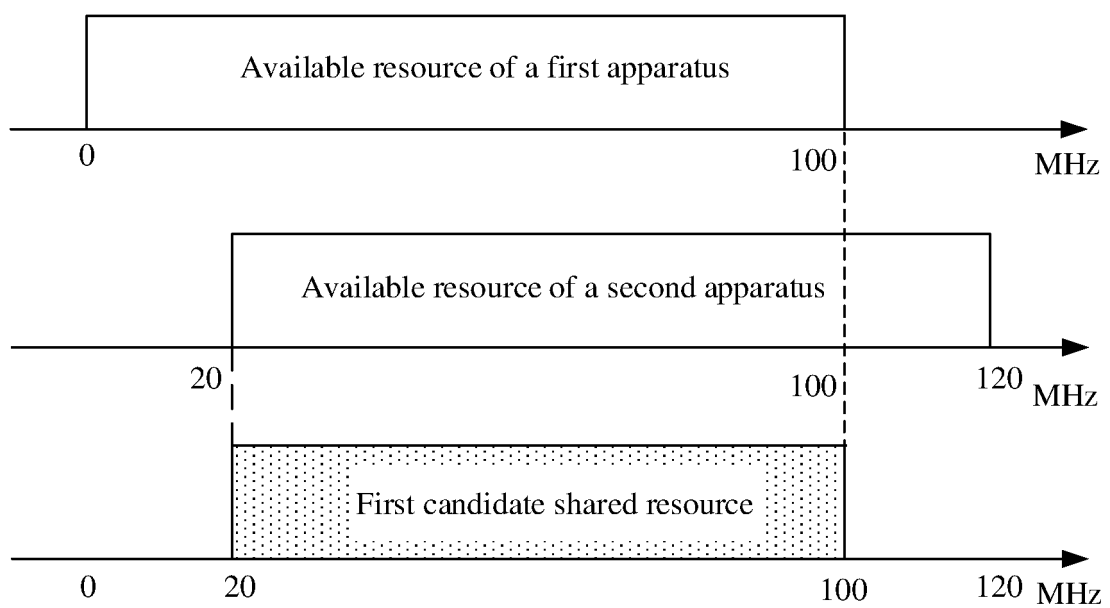 Available resource of a first apparatus
0
100
MHz
Available resource of a second apparatus
20
100
120
MHz
First candidate shared resource
0
20
100
120
MHz